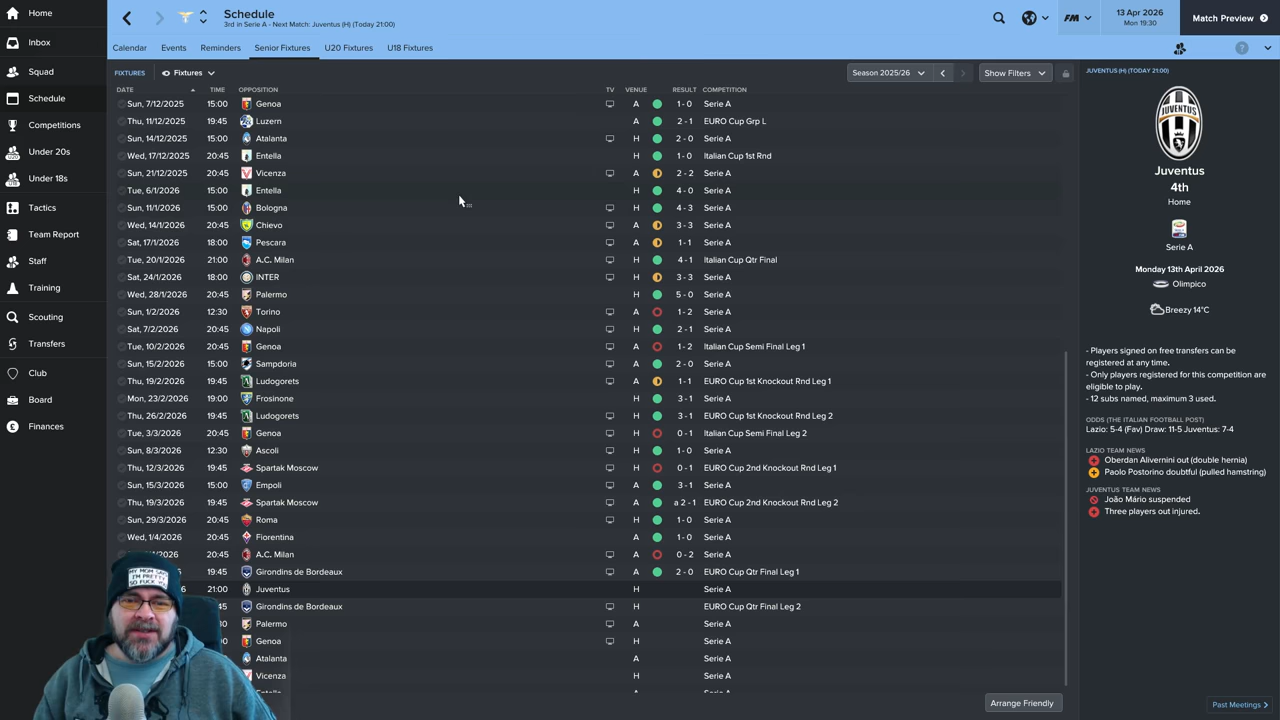 Home
Inbox
Squad
Schedule
Competitions
Under 20s
Under 18s
Tactics
Team Report
Staff
Training
Scouting
Transfers
Club
Board
Finances
Schedule
3rd in Serie A - Next Match: Juventus (H) (Today 21:00)
FM
13 Apr 2026
Mon 19:30
Match Preview
Calendar Events Reminders Senior Fixtures U20 Fixtures U18 Fixtures
FIXTURES Fixtures Season 2025/26 Show Filters
DATE TIME OPPOSITION TV VENUE RESULT COMPETITION
Sun, 7/12/2025 15:00 Genoa A 1 - 0 Serie A
Thu, 11/12/2025 19:45 Luzern A 2 - 1 EURO Cup Grp L
Sun, 14/12/2025 15:00 Atalanta H 2 - 0 Serie A
Wed, 17/12/2025 20:45 Entella H 1 - 0 Italian Cup 1st Rnd
Sun, 21/12/2025 20:45 Vicenza A 2 - 2 Serie A
Tue, 6/1/2026 15:00 Entella H 4 - 0 Serie A
Sun, 11/1/2026 15:00 Bologna H 4 - 3 Serie A
Wed, 14/1/2026 20:45 Chievo A 3 - 3 Serie A
Sat, 17/1/2026 18:00 Pescara A 1 - 1 Serie A
Tue, 20/1/2026 21:00 A.C. Milan H 4 - 1 Italian Cup Qtr Final
Sat, 24/1/2026 18:00 INTER H 3 - 3 Serie A
Wed, 28/1/2026 20:45 Palermo H 5 - 0 Serie A
Sun, 1/2/2026 12:30 Torino A 1 - 2 Serie A
Sat, 7/2/2026 20:45 Napoli H 2 - 1 Serie A
Tue, 10/2/2026 20:45 Genoa A 1 - 2 Italian Cup Semi Final Leg 1
Sun, 15/2/2026 15:00 Sampdoria A 2 - 0 Serie A
Thu, 19/2/2026 19:45 Ludogorets A 1 - 1 EURO Cup 1st Knockout Rnd Leg 1
Mon, 23/2/2026 19:00 Frosinone H 3 - 1 Serie A
Thu, 26/2/2026 19:45 Ludogorets H 3 - 1 EURO Cup 1st Knockout Rnd Leg 2
Tue, 3/3/2026 20:45 Genoa H 0 - 1 Italian Cup Semi Final Leg 2
Sun, 8/3/2026 12:30 Ascoli H 1 - 0 Serie A
Thu, 12/3/2026 19:45 Spartak Moscow H 0 - 1 EURO Cup 2nd Knockout Rnd Leg 1
Sun, 15/3/2026 15:00 Empoli A 3 - 1 Serie A
Thu, 19/3/2026 19:45 Spartak Moscow A a 2 - 1 EURO Cup 2nd Knockout Rnd Leg 2
Sun, 29/3/2026 20:45 Roma H 1 - 0 Serie A
Wed, 1/4/2026 20:45 Fiorentina A 1 - 0 Serie A
20:45 A.C. Milan A 0 - 2 Serie A
19:45 Girondins de Bordeaux A 2 - 0 EURO Cup Qtr Final Leg 1
21:00 Juventus H Serie A
Girondins de Bordeaux H EURO Cup Qtr Final Leg 2
Palermo A Serie A
Genoa H Serie A
Atalanta A Serie A
Vicenza H Serie A
Arrange Friendly
JUVENTUS (H) (TODAY 21:00)
JUVENTUS
Juventus
4th
Home
Serie A
Monday 13th April 2026
Olimpico
Breezy 14°C
- Players signed on free transfers can be
registered at any time.
- Only players registered for this competition are
eligible to play.
- 12 subs named, maximum 3 used.
ODDS (THE ITALIAN FOOTBALL POST)
Lazio: 5-4 (Fav) Draw: 11-5 Juventus: 7-4
LAZIO TEAM NEWS
Oberdan Alivernini out (double hernia)
Paolo Postorino doubtful (pulled hamstring)
JUVENTUS TEAM NEWS
João Mário suspended
Three players out injured.
Past Meetings